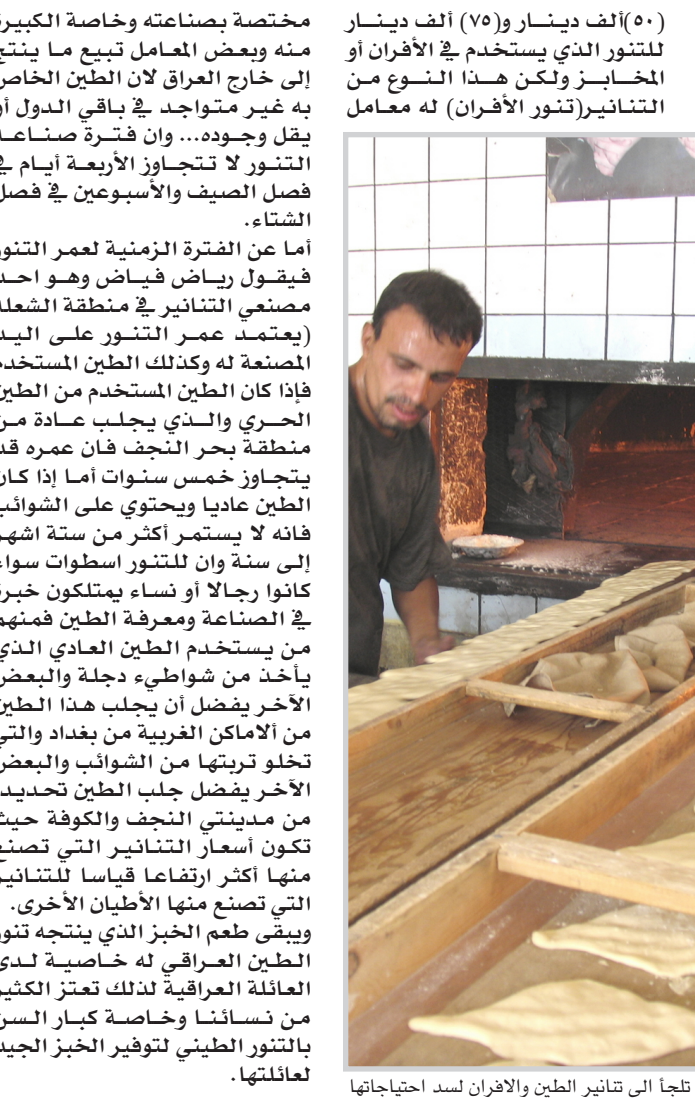 (٥٠)ألف دينار و(٧٥) ألف دينار
للتنور الذي يستخدم في الأفران أو
المخابز ولكن هذا النوع من
التنانير(تنور الأفران) له معامل
مختصة بصناعته وخاصة الكبيرة
منه وبعض المعامل تبيع ما ينتج
إلى خارج العراق لان الطين الخاص
به غير متواجد في باقي الدول أو
يقل وجوده... وان فترة صناعة
التنور لا تتجاوز الأربعة أيام في
فصل الصيف والأسبوعين في فصل
الشتاء.
أما عن الفترة الزمنية لعمر التنور
فيقول رياض فياض وهو احد
مصنعي التنانير في منطقة الشعلة
(يعتمد عمر التنور على اليد
المصنعة له وكذلك الطين المستخدم
فإذا كان الطين المستخدم من الطين
الحري والذي يجلب عادة من
منطقة بحر النجف فان عمره قد
يتجاوز خمس سنوات أما إذا كان
الطين عاديا ويحتوي على الشوائب
فانه لا يستمر أكثر من ستة اشهر
إلى سنة وان للتنور اسطوات سواء
كانوا رجالا أو نساء يمتلكون خبرة
في الصناعة ومعرفة الطين فمنهم
من يستخدم الطين العادي الذي
يأخذ من شواطيء دجلة والبعض
الآخر يفضل أن يجلب هذا الطين
من ألاماكن الغربية من بغداد والتي
تخلو تربتها من الشوائب والبعض
الآخر يفضل جلب الطين تحديدا
من مدينتي النجف والكوفة حيث
تكون أسعار التنانير التي تصنع
منها أكثر ارتفاعا قياسا للتنانير
التي تصنع منها الأطيان الأخرى.
ويبقى طعم الخبز الذي ينتجه تنور
الطين العراقي له خاصية لدى
العائلة العراقية لذلك تعتز الكثير
من نسائنا وخاصة كبار السن
بالتنور الطيني لتوفير الخبز الجيد
لعائلتها.
تلجأ الى تنانير الطين والافران لسد احتياجاتها